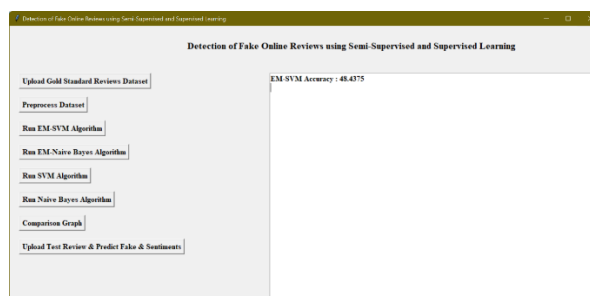 Detection of Fake Online Reviews using Semi-Supervised and Supervised Learning
Detection of Fake Online Reviews using Semi-Supervised and Supervised Learning
Upload Gold Standard Reviews Dataset
EM-SVM Accuracy : 48.4375
Preprocess Dataset
Run EM-SVM Algorithm
Run EM-Naive Bayes Algorithm
Run SVM Algorithm
Run Naive Bayes Algorithm
Comparison Graph
Upload Test Review & Predict Fake & Sentiments